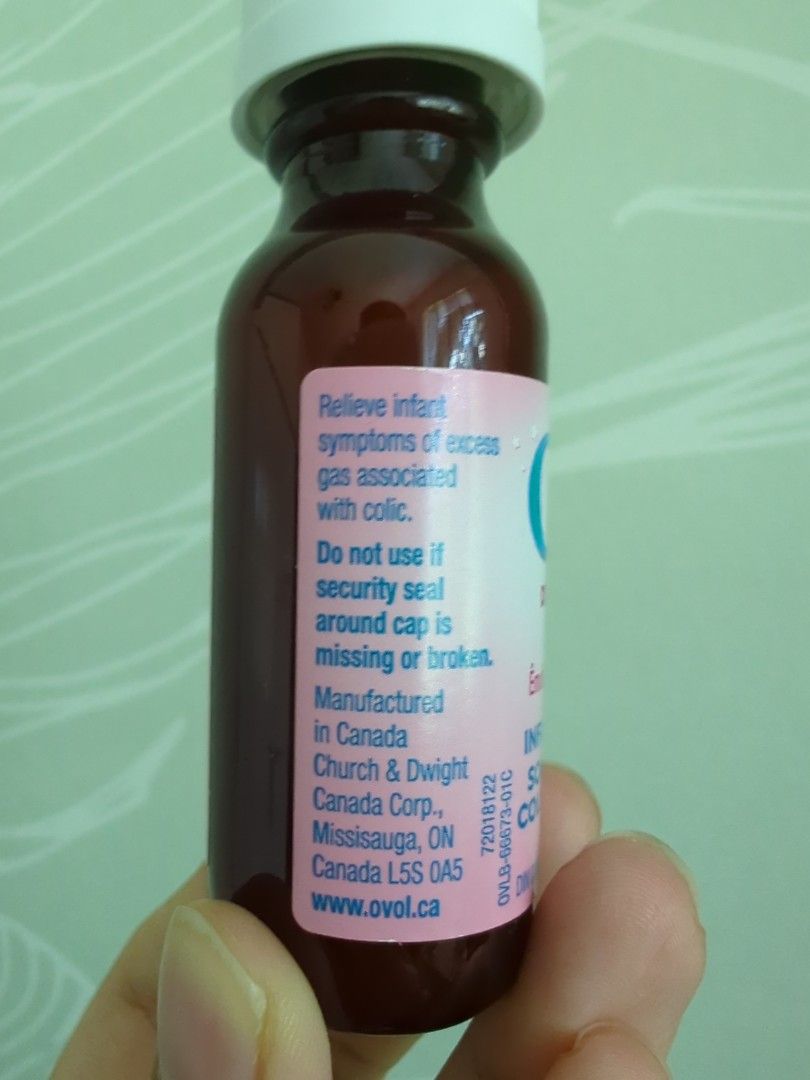 Relieve infant
symptoms of excess
gas associated
with colic.
Do not use if
security seal
around cap is
missing or broken.
Manufactured
in Canada
Church & Dwight
Canada Corp.,
Missisauga, ON
Canada L5S 0A5
www.ovol.ca
72018122
OVLB-66673-01C